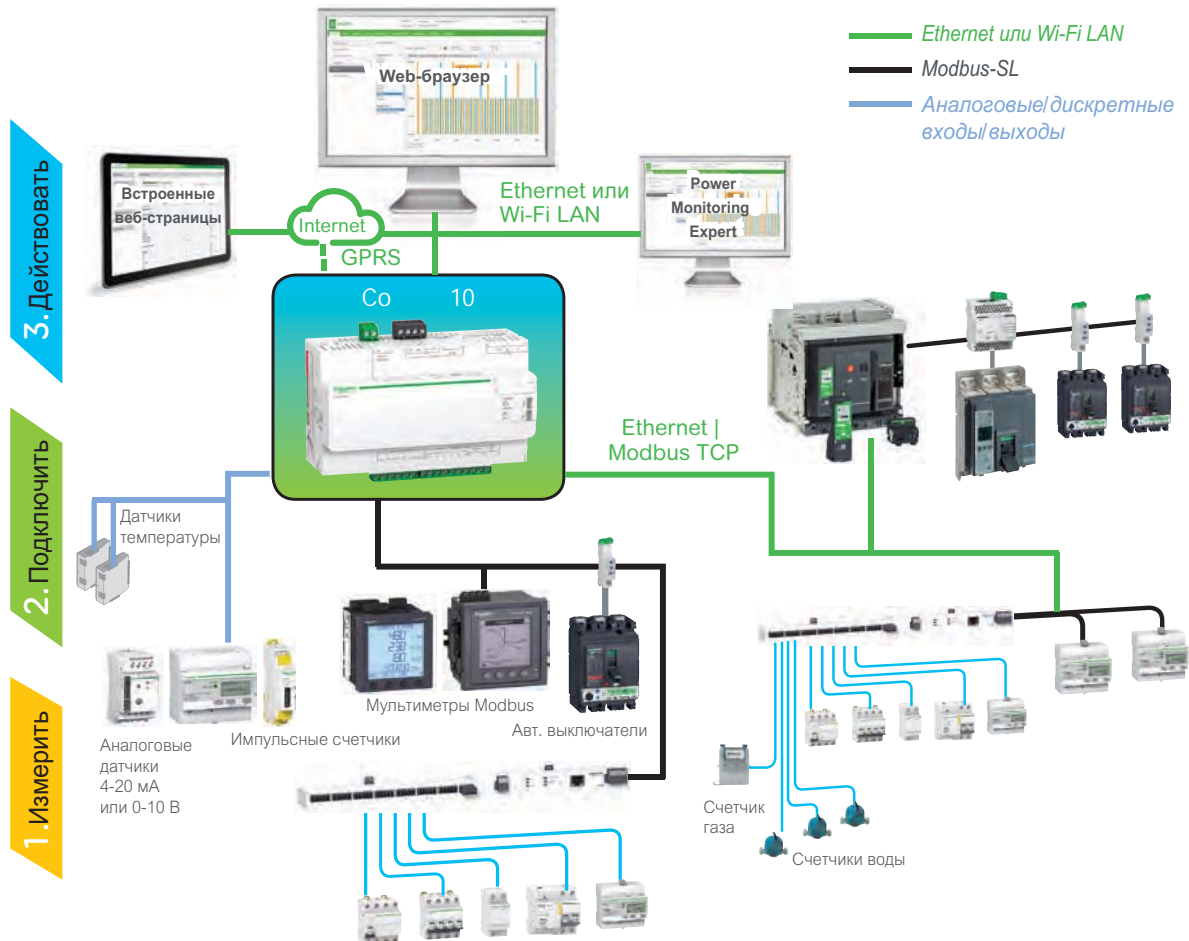 Web-браузер
Ethernet или Wi-Fi LAN
Modbus-SL
Аналоговые/дискретные
входы/выходы
3. Действовать
Встроенные
веб-страницы
Internet
GPRS
Ethernet или
Wi-Fi LAN
Power
Monitoring
Expert
Co 10
Ethernet |
Modbus TCP
2. Подключить
Датчики
температуры
1.Измерить
Аналоговые
датчики
4-20 мА
или 0-10 В
Импульсные счетчики
Мультиметры Modbus
Авт. выключатели
Счетчик
газа
Счетчики воды